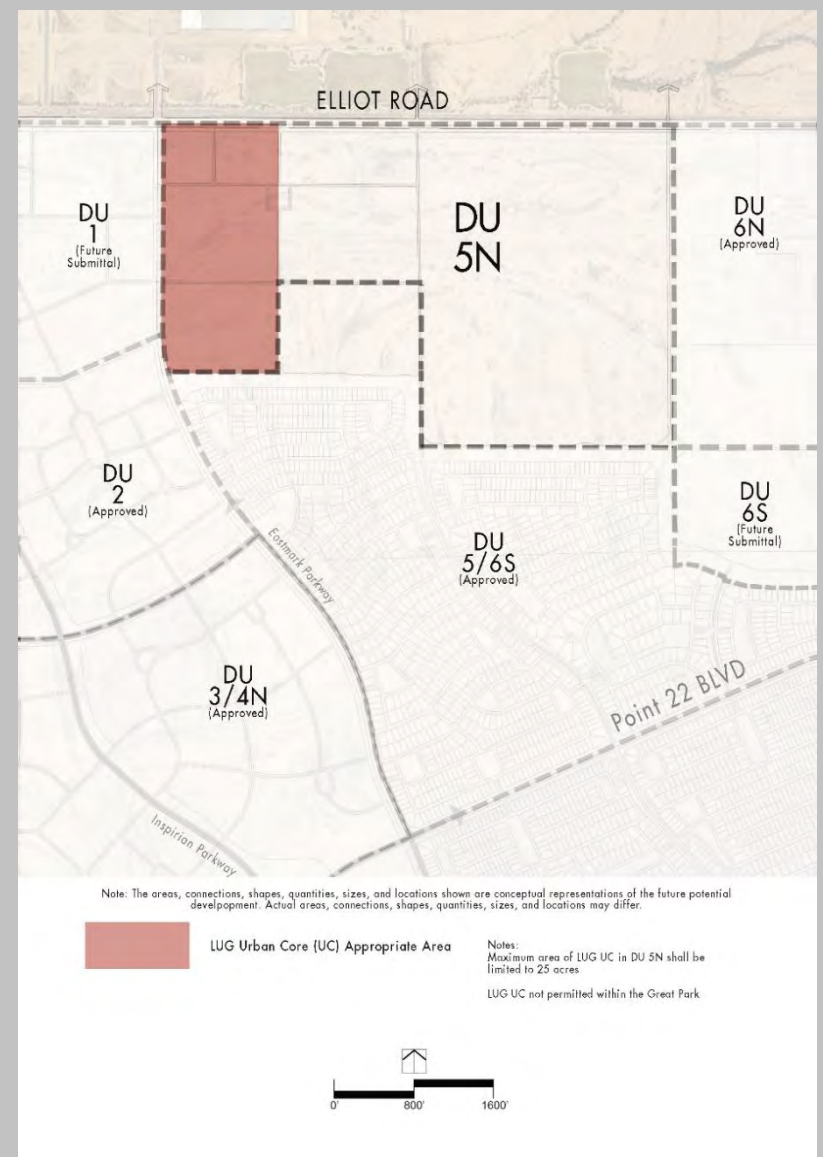 ELLIOT ROAD
DU
1
(Future
Submittal)
DU
5N
DU
6N
(Approved)
DU
2
(Approved)
Eastmark Parkway
DU
5/6S
(Approved)
DU
6S
(Future
Submittal)
DU
3/4N
(Approved)
Point 22 BLVD
Inspirian Parkway
Note: The areas, connections, shapes, quantities, sizes, and locations shown are conceptual representations of the future potential
develpopment. Actual areas, connections, shapes, quantities, sizes, and locations may differ.
LUG Urban Core (UC) Appropriate Area
Notes:
Maximum area of LUG UC in DU 5N shall be
limited to 25 acres
LUG UC not permitted within the Great Park
0' 800' 1600'